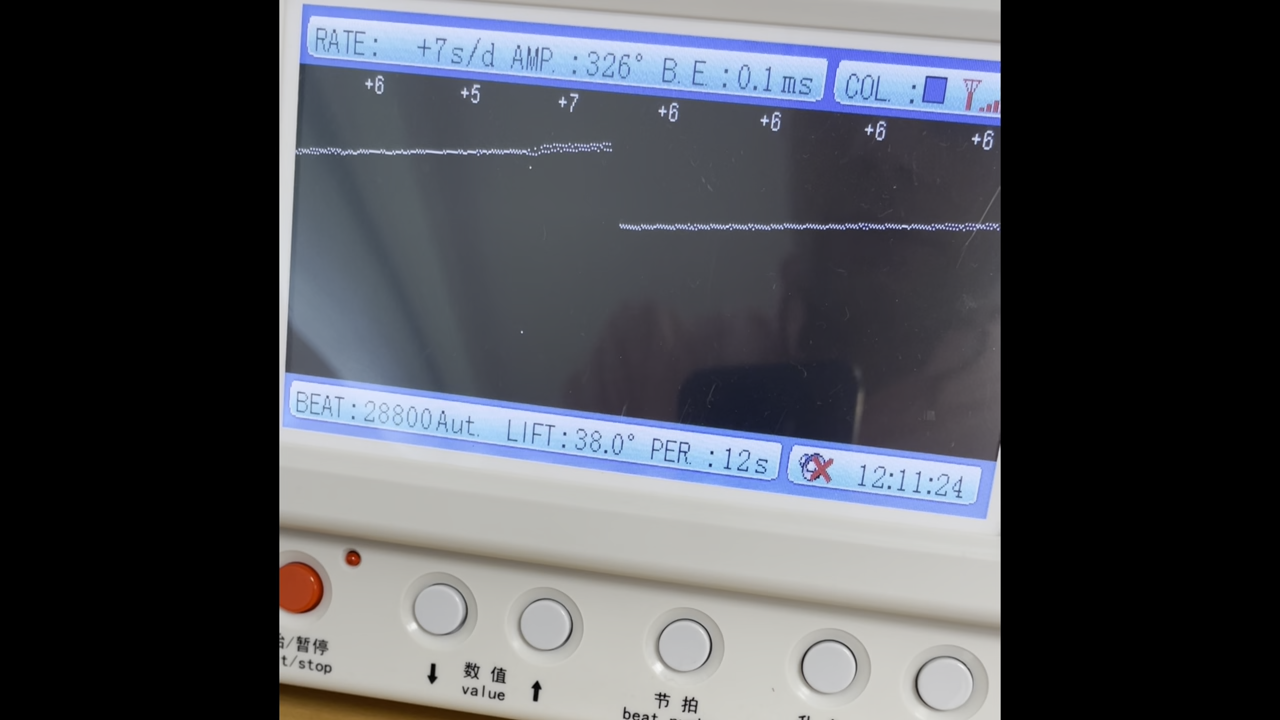 RATE: +7s/d AMP.:326° B.E.:0.1ms COL.:
+6 +5 +7 +6 +6 +6 +6
BEAT:28800Aut. LIFT:38.0° PER.:12s 12:11:24
/暂停
t/stop
数值
value
节拍
beat